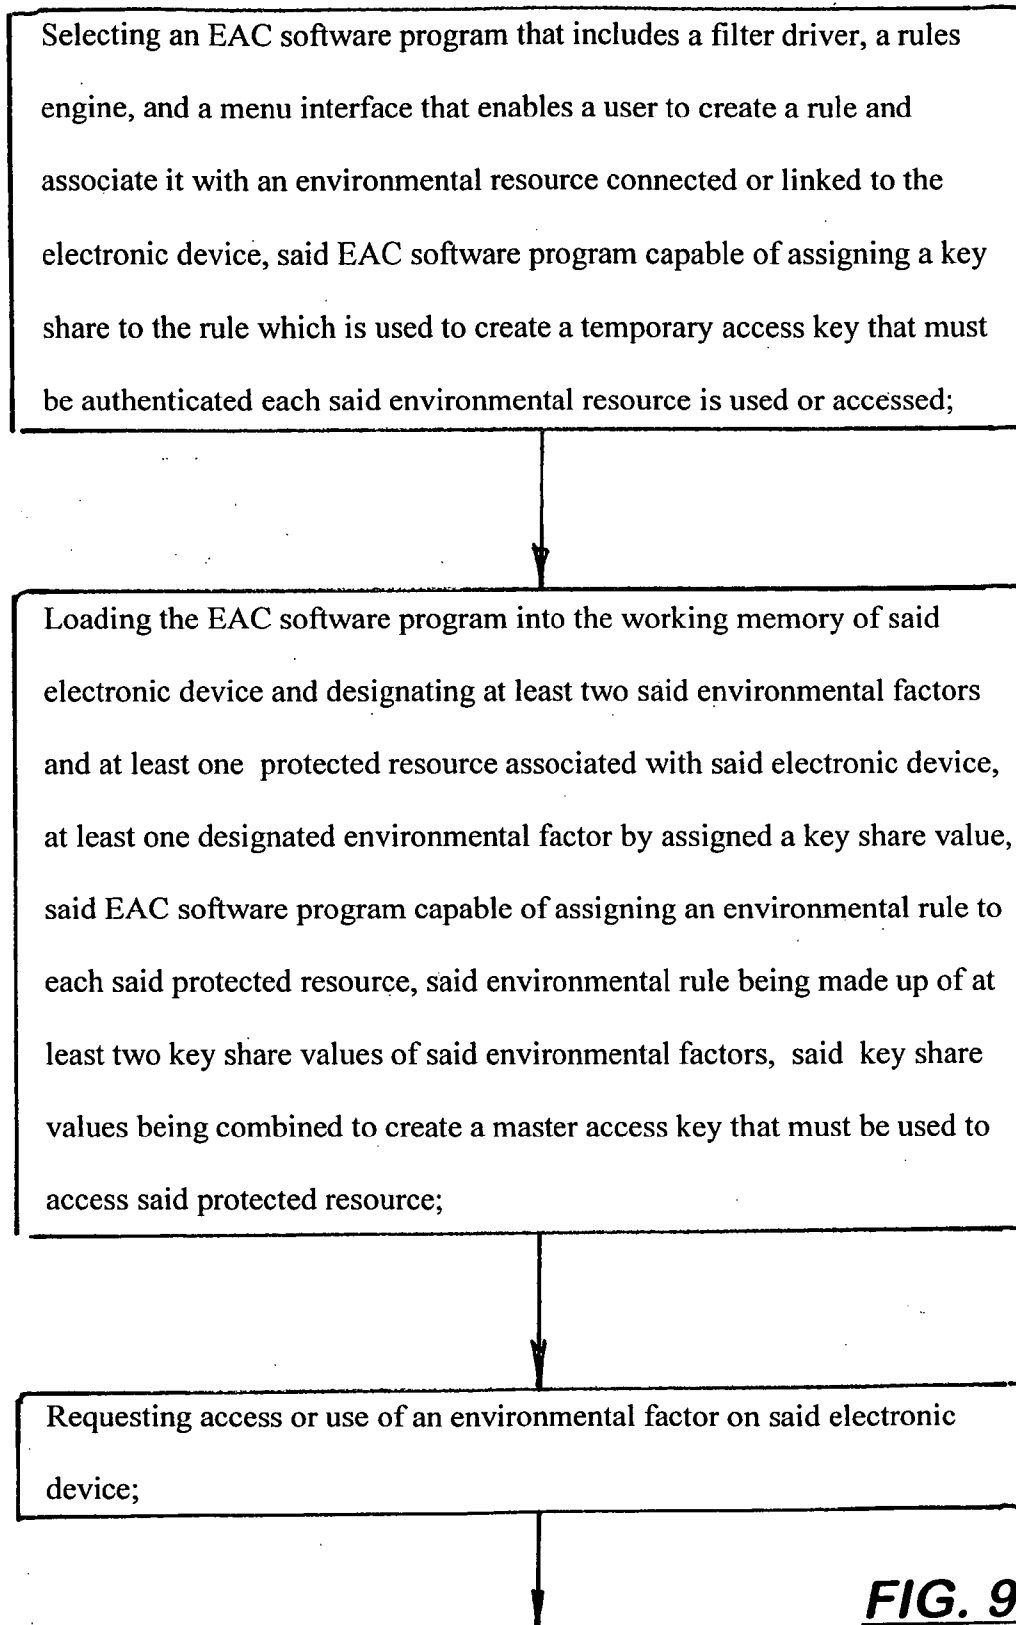 Selecting an EAC software program that includes a filter driver, a rules
engine, and a menu interface that enables a user to create a rule and
associate it with an environmental resource connected or linked to the
electronic device, said EAC software program capable of assigning a key
share to the rule which is used to create a temporary access key that must
be authenticated each said environmental resource is used or accessed;
Loading the EAC software program into the working memory of said
electronic device and designating at least two said environmental factors
and at least one protected resource associated with said electronic device,
at least one designated environmental factor by assigned a key share value,
said EAC software program capable of assigning an environmental rule to
each said protected resource, said environmental rule being made up of at
least two key share values of said environmental factors, said key share
values being combined to create a master access key that must be used to
access said protected resource;
Requesting access or use of an environmental factor on said electronic
device;
FIG. 9